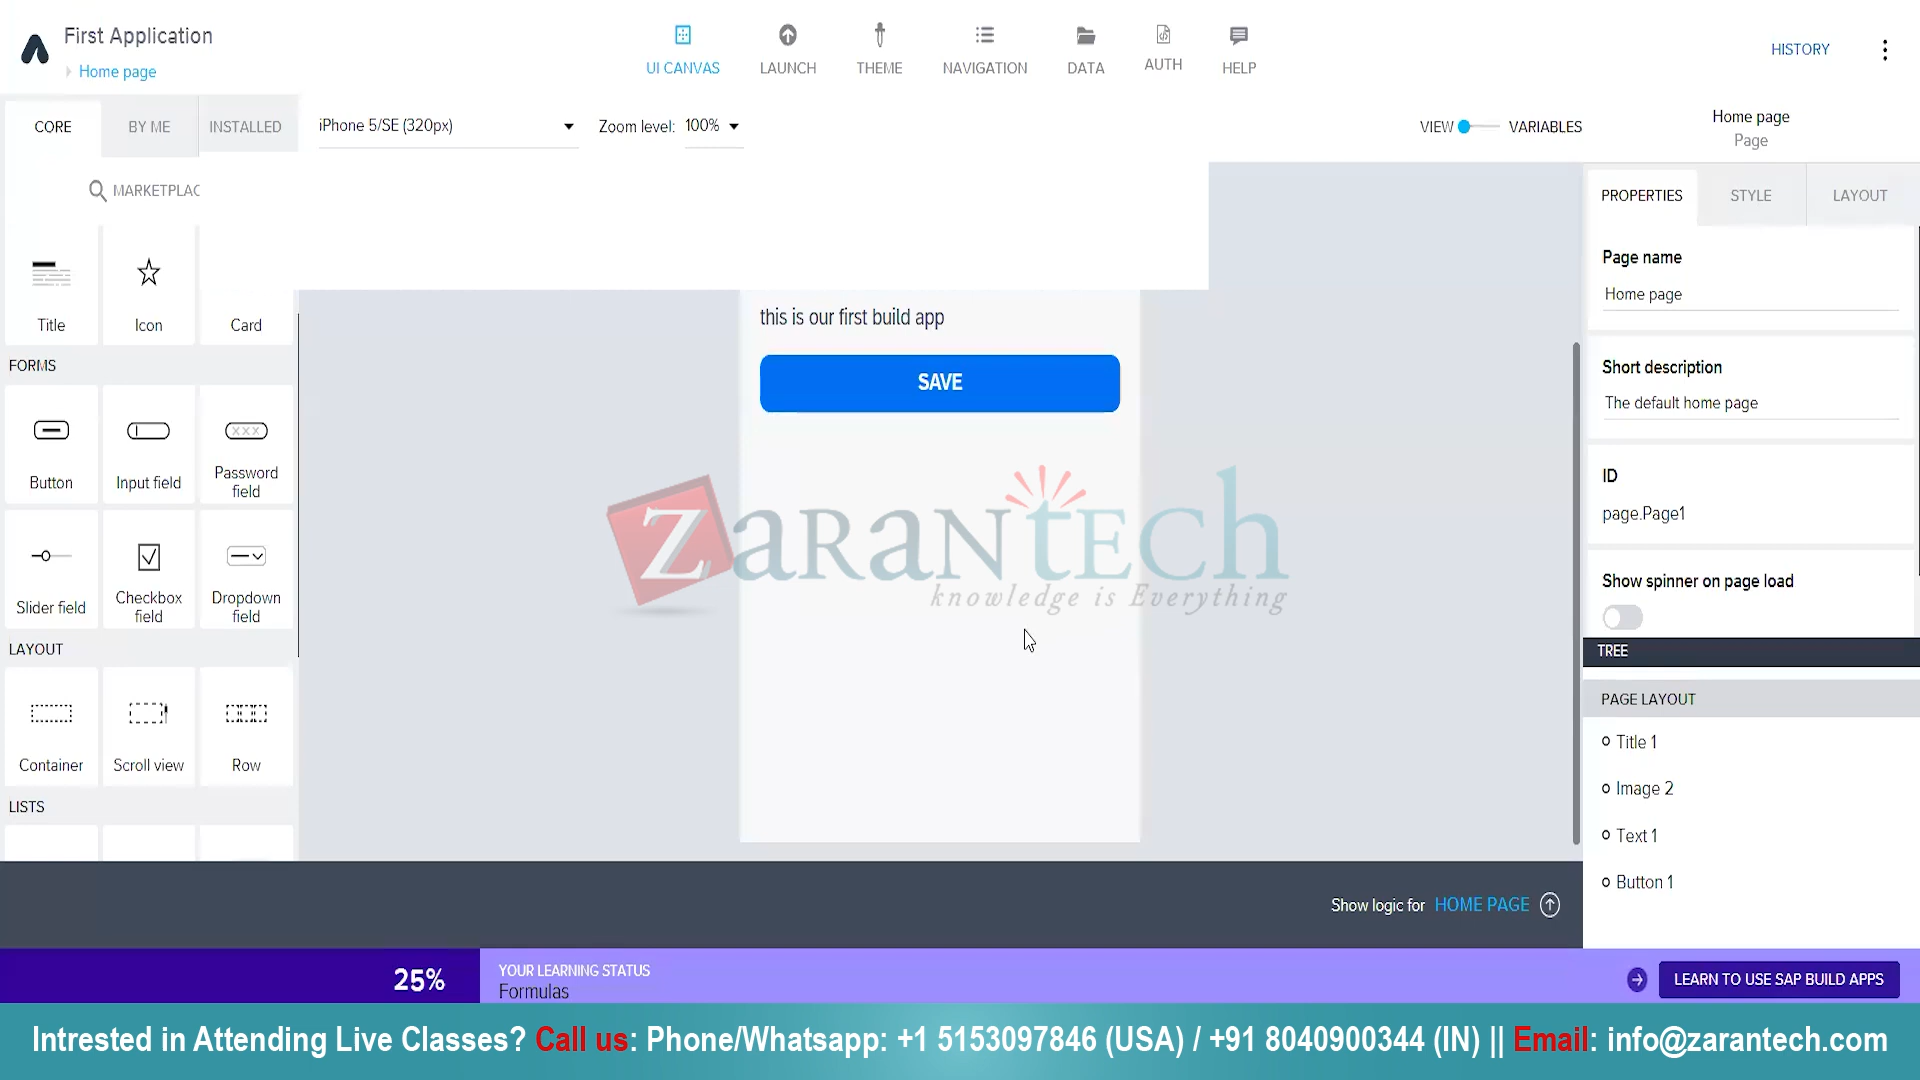 First Application
Home page
UI CANVAS
LAUNCH
THEME
NAVIGATION
DATA
AUTH
HELP
HISTORY
CORE
BY ME
INSTALLED
iPhone 5/SE (320px)
Zoom level: 100%
VIEW
VARIABLES
Home page
Page
MARKETPLAC
PROPERTIES
STYLE
LAYOUT
Title
Icon
Card
FORMS
Button
Input field
Password
field
Slider field
Checkbox
field
Dropdown
field
LAYOUT
Container
Scroll view
Row
LISTS
this is our first build app
SAVE
ZaranTech
knowledge is Everything
Page name
Home page
Short description
The default home page
ID
page.Page1
Show spinner on page load
TREE
PAGE LAYOUT
Title 1
Image 2
Text 1
Button 1
Show logic for HOME PAGE
25%
YOUR LEARNING STATUS
Formulas
LEARN TO USE SAP BUILD APPS
Intrested in Attending Live Classes? Call us: Phone/Whatsapp: +1 5153097846 (USA) / +91 8040900344 (IN) || Email: info@zarantech.com